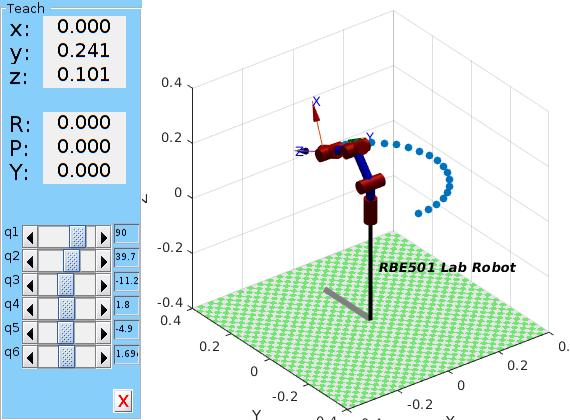 Teach
x: 0.000
y: 0.241
z: 0.101
R: 0.000
P: 0.000
Y: 0.000
q1 90
q2 39.7
q3 -11.2
q4 1.8
q5 -4.9
q6 1.69
X
X
Z
Y
0.4
0.2
0
-0.2
-0.4
RBE501 Lab Robot
0.4
0.2
0
-0.2
0.2
0
-0.2
Y